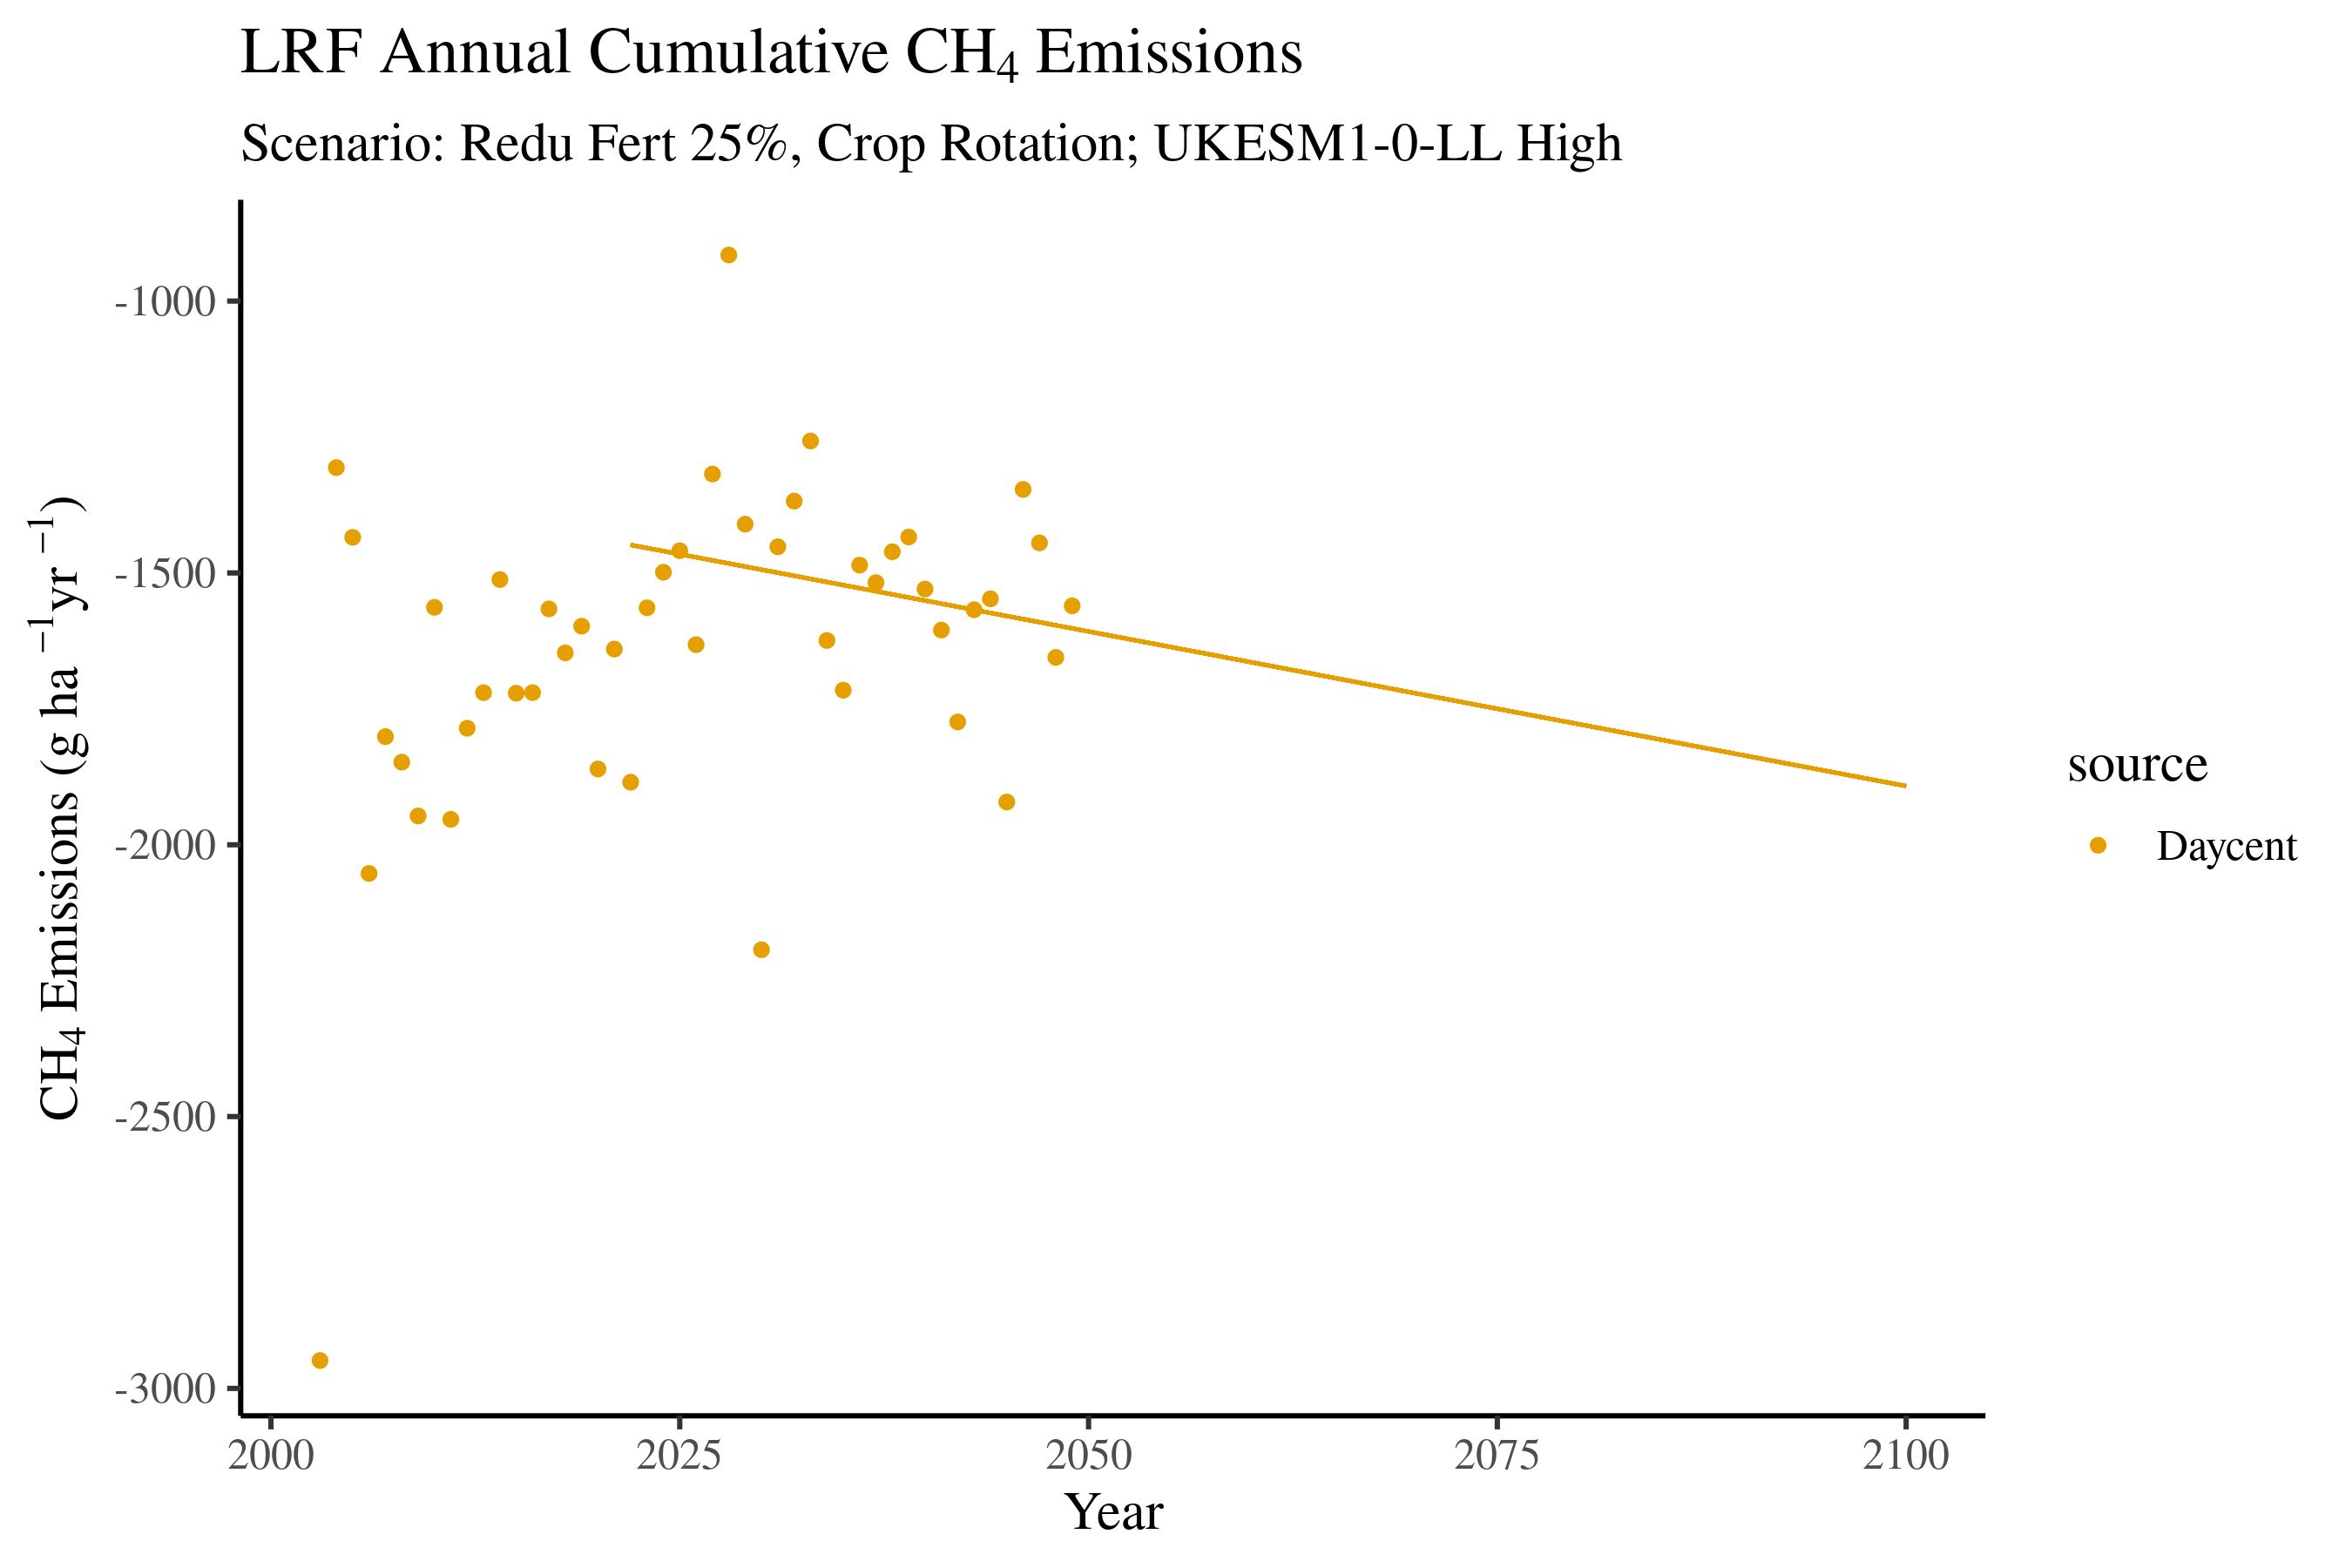 LRF Annual Cumulative CH₄ Emissions
Scenario: Redu Fert 25%, Crop Rotation; UKESM1-0-LL High
CH₄ Emissions (g ha ⁻¹yr ⁻¹)
-1000
-1500
-2000
-2500
-3000
source
Daycent
2000 2025 2050 2075 2100
Year